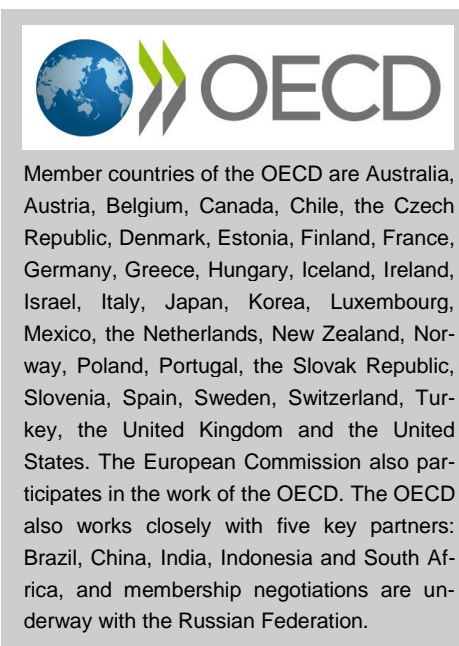 OECD
Member countries of the OECD are Australia,
Austria, Belgium, Canada, Chile, the Czech
Republic, Denmark, Estonia, Finland, France,
Germany, Greece, Hungary, Iceland, Ireland,
Israel, Italy, Japan, Korea, Luxembourg,
Mexico, the Netherlands, New Zealand, Nor-
way, Poland, Portugal, the Slovak Republic,
Slovenia, Spain, Sweden, Switzerland, Tur-
key, the United Kingdom and the United
States. The European Commission also par-
ticipates in the work of the OECD. The OECD
also works closely with five key partners:
Brazil, China, India, Indonesia and South Af-
rica, and membership negotiations are un-
derway with the Russian Federation.